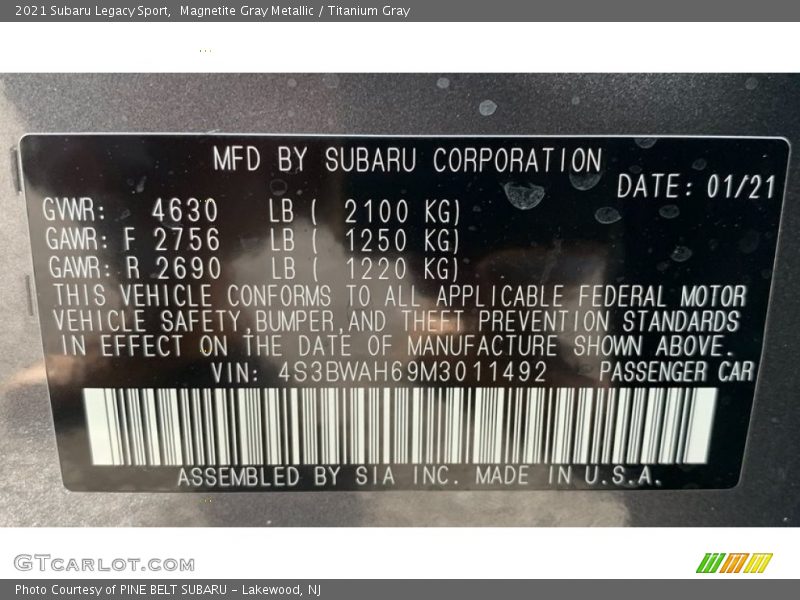 2021 Subaru Legacy Sport,  Magnetite Gray Metallic / Titanium Gray
MFD BY SUBARU CORPORATION
DATE: 01/21
GVWR: 4630 LB ( 2100 KG)
GAWR: F 2756 LB ( 1250 KG)
GAWR: R 2690 LB ( 1220 KG)
THIS VEHICLE CONFORMS TO ALL APPLICABLE FEDERAL MOTOR
VEHICLE SAFETY,BUMPER,AND THEFT PREVENTION STANDARDS
IN EFFECT ON THE DATE OF MANUFACTURE SHOWN ABOVE.
VIN: 4S3BWAH69M3011492 PASSENGER CAR
ASSEMBLED BY SIA INC. MADE IN U.S.A.
GTCARLOT.COM
Photo Courtesy of PINE BELT SUBARU - Lakewood, NJ